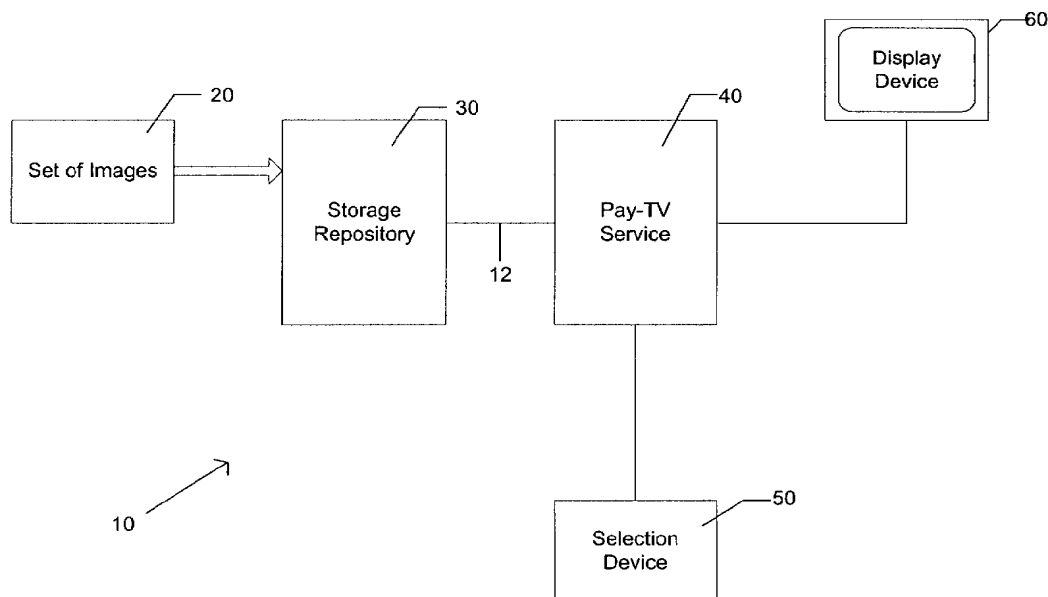 60
Display
Device
20
30
40
Set of Images
Storage
Repository
Pay-TV
Service
12
50
10
Selection
Device